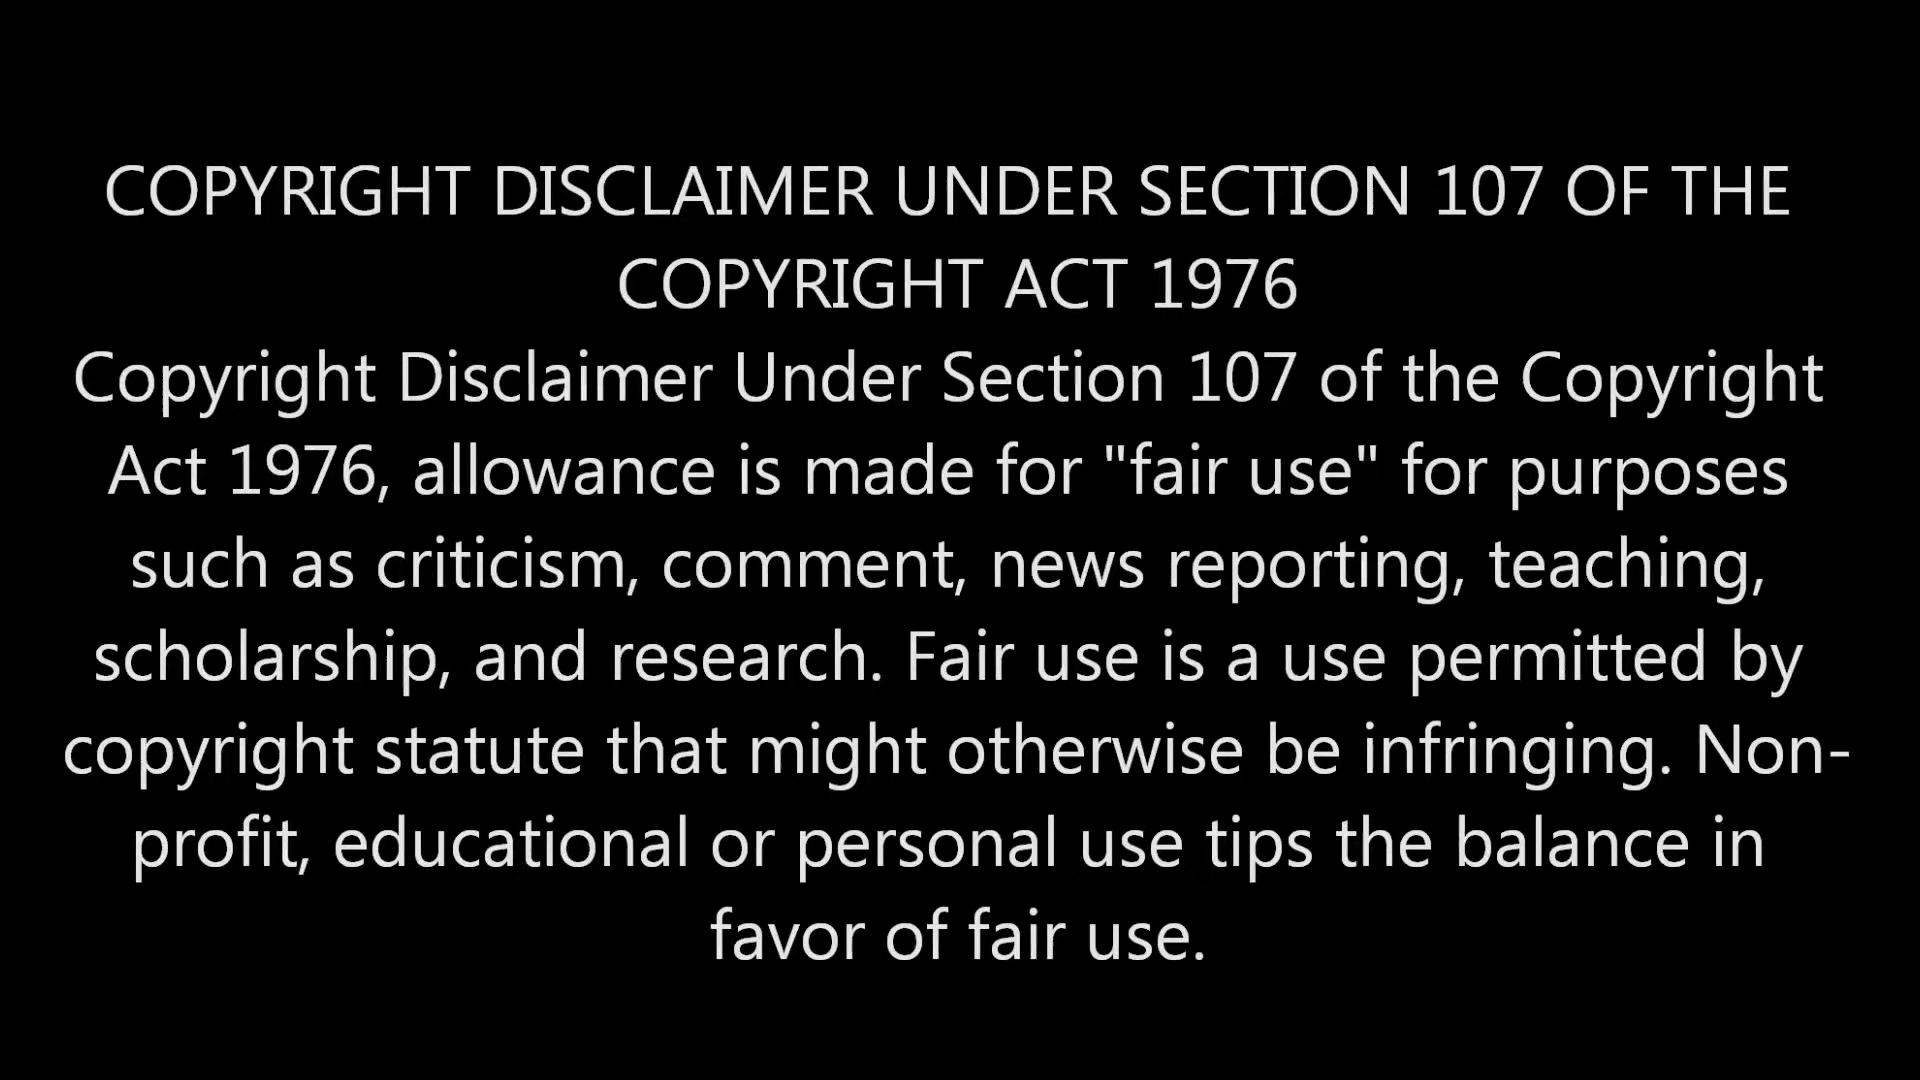 COPYRIGHT DISCLAIMER UNDER SECTION 107 OF THE
COPYRIGHT ACT 1976
Copyright Disclaimer Under Section 107 of the Copyright
Act 1976, allowance is made for "fair use" for purposes
such as criticism, comment, news reporting, teaching,
scholarship, and research. Fair use is a use permitted by
copyright statute that might otherwise be infringing. Non-
profit, educational or personal use tips the balance in
favor of fair use.